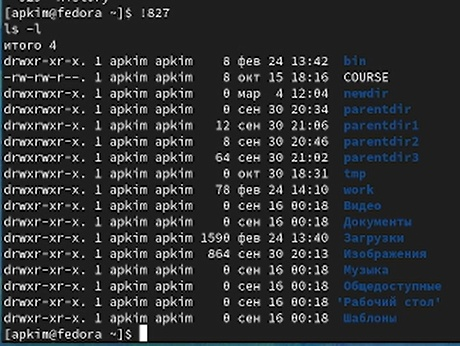 [apkim@fedora ~]$ !827
ls -l
итого 4
drwxr-xr-x. 1 apkim apkim 8 фев 24 13:42 bin
-rw-rw-r--. 1 apkim apkim 8 окт 15 18:16 COURSE
drwxrwxr-x. 1 apkim apkim 0 мар 4 12:04 newdir
drwxrwxr-x. 1 apkim apkim 0 сен 30 20:34 parentdir
drwxrwxr-x. 1 apkim apkim 12 сен 30 21:06 parentdir1
drwxrwxr-x. 1 apkim apkim 8 сен 30 20:46 parentdir2
drwxrwxr-x. 1 apkim apkim 64 сен 30 21:02 parentdir3
drwxrwxr-x. 1 apkim apkim 0 окт 30 18:31 tmp
drwxrwxr-x. 1 apkim apkim 78 фев 24 14:10 work
drwxr-xr-x. 1 apkim apkim 0 сен 16 00:18 Видео
drwxr-xr-x. 1 apkim apkim 0 сен 16 00:18 Документы
drwxr-xr-x. 1 apkim apkim 1590 фев 24 13:40 Загрузки
drwxr-xr-x. 1 apkim apkim 864 сен 30 20:13 Изображения
drwxr-xr-x. 1 apkim apkim 0 сен 16 00:18 Музыка
drwxr-xr-x. 1 apkim apkim 0 сен 16 00:18 Общедоступные
drwxr-xr-x. 1 apkim apkim 0 сен 16 00:18 'Рабочий стол'
drwxr-xr-x. 1 apkim apkim 0 сен 16 00:18 Шаблоны
[apkim@fedora ~]$